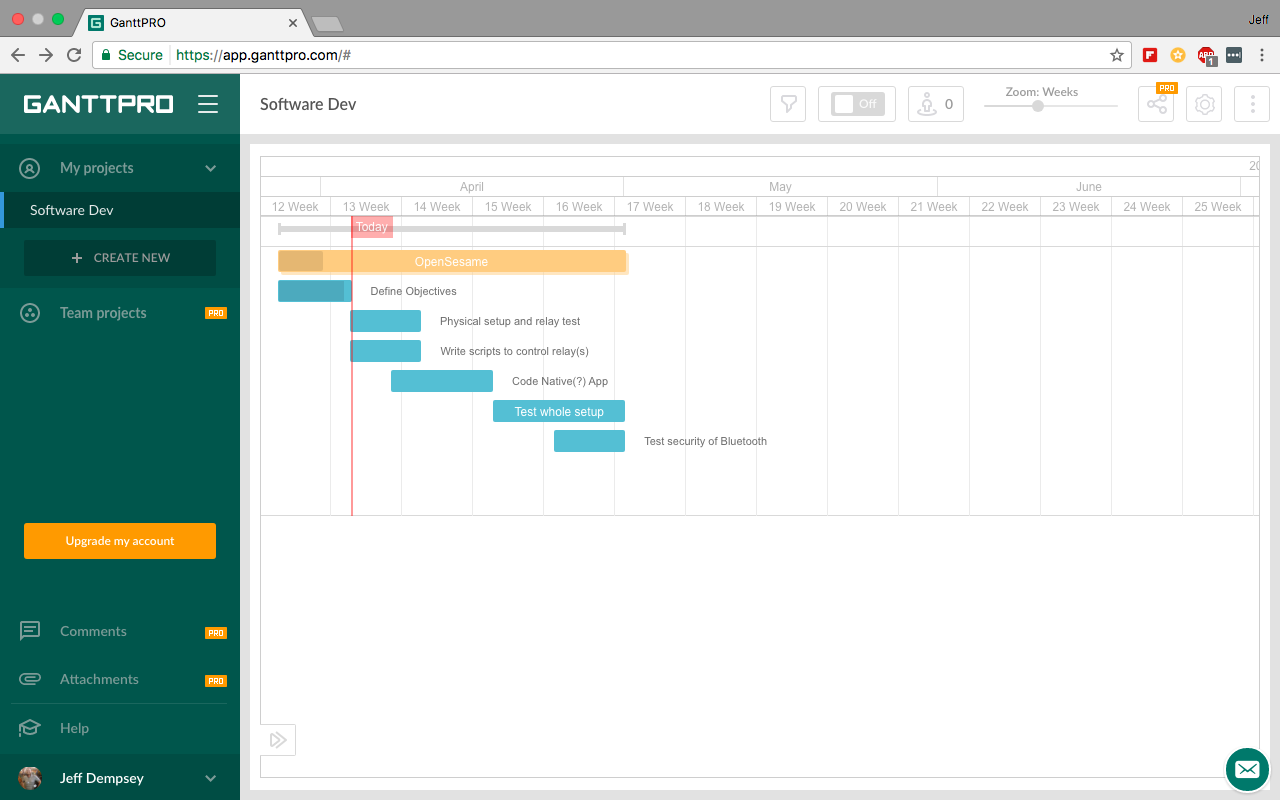 GanttPRO
Jeff
Secure https://app.ganttpro.com/#
ABP
1
GANTTPRO
Software Dev
Off
0
Zoom: Weeks
PRO
My projects
Software Dev
+ CREATE NEW
Team projects PRO
Upgrade my account
Comments PRO
Attachments PRO
Help
Jeff Dempsey
April May June
12 Week 13 Week 14 Week 15 Week 16 Week 17 Week 18 Week 19 Week 20 Week 21 Week 22 Week 23 Week 24 Week 25 Week
Today
OpenSesame
Define Objectives
Physical setup and relay test
Write scripts to control relay(s)
Code Native(?) App
Test whole setup
Test security of Bluetooth